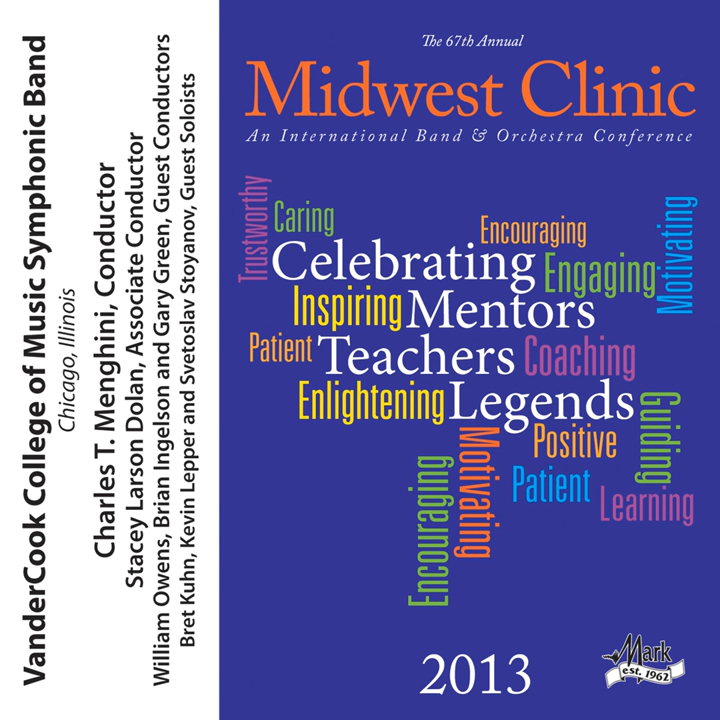 VanderCook College of Music Symphonic Band
Chicago, Illinois
Charles T. Menghini, Conductor
Stacey Larson Dolan, Associate Conductor
William Owens, Brian Ingelson and Gary Green, Guest Conductors
Bret Kuhn, Kevin Lepper and Svetoslav Stoyanov, Guest Soloists
The 67th Annual
Midwest Clinic
An International Band & Orchestra Conference
Trustworthy
Caring
Encouraging
Motivating
Celebrating
Engaging
Inspiring
Mentors
Patient
Teachers
Coaching
Enlightening
Legends
Guiding
Positive
Motivating
Encouraging
Patient
Learning
2013
Mark
est. 1962